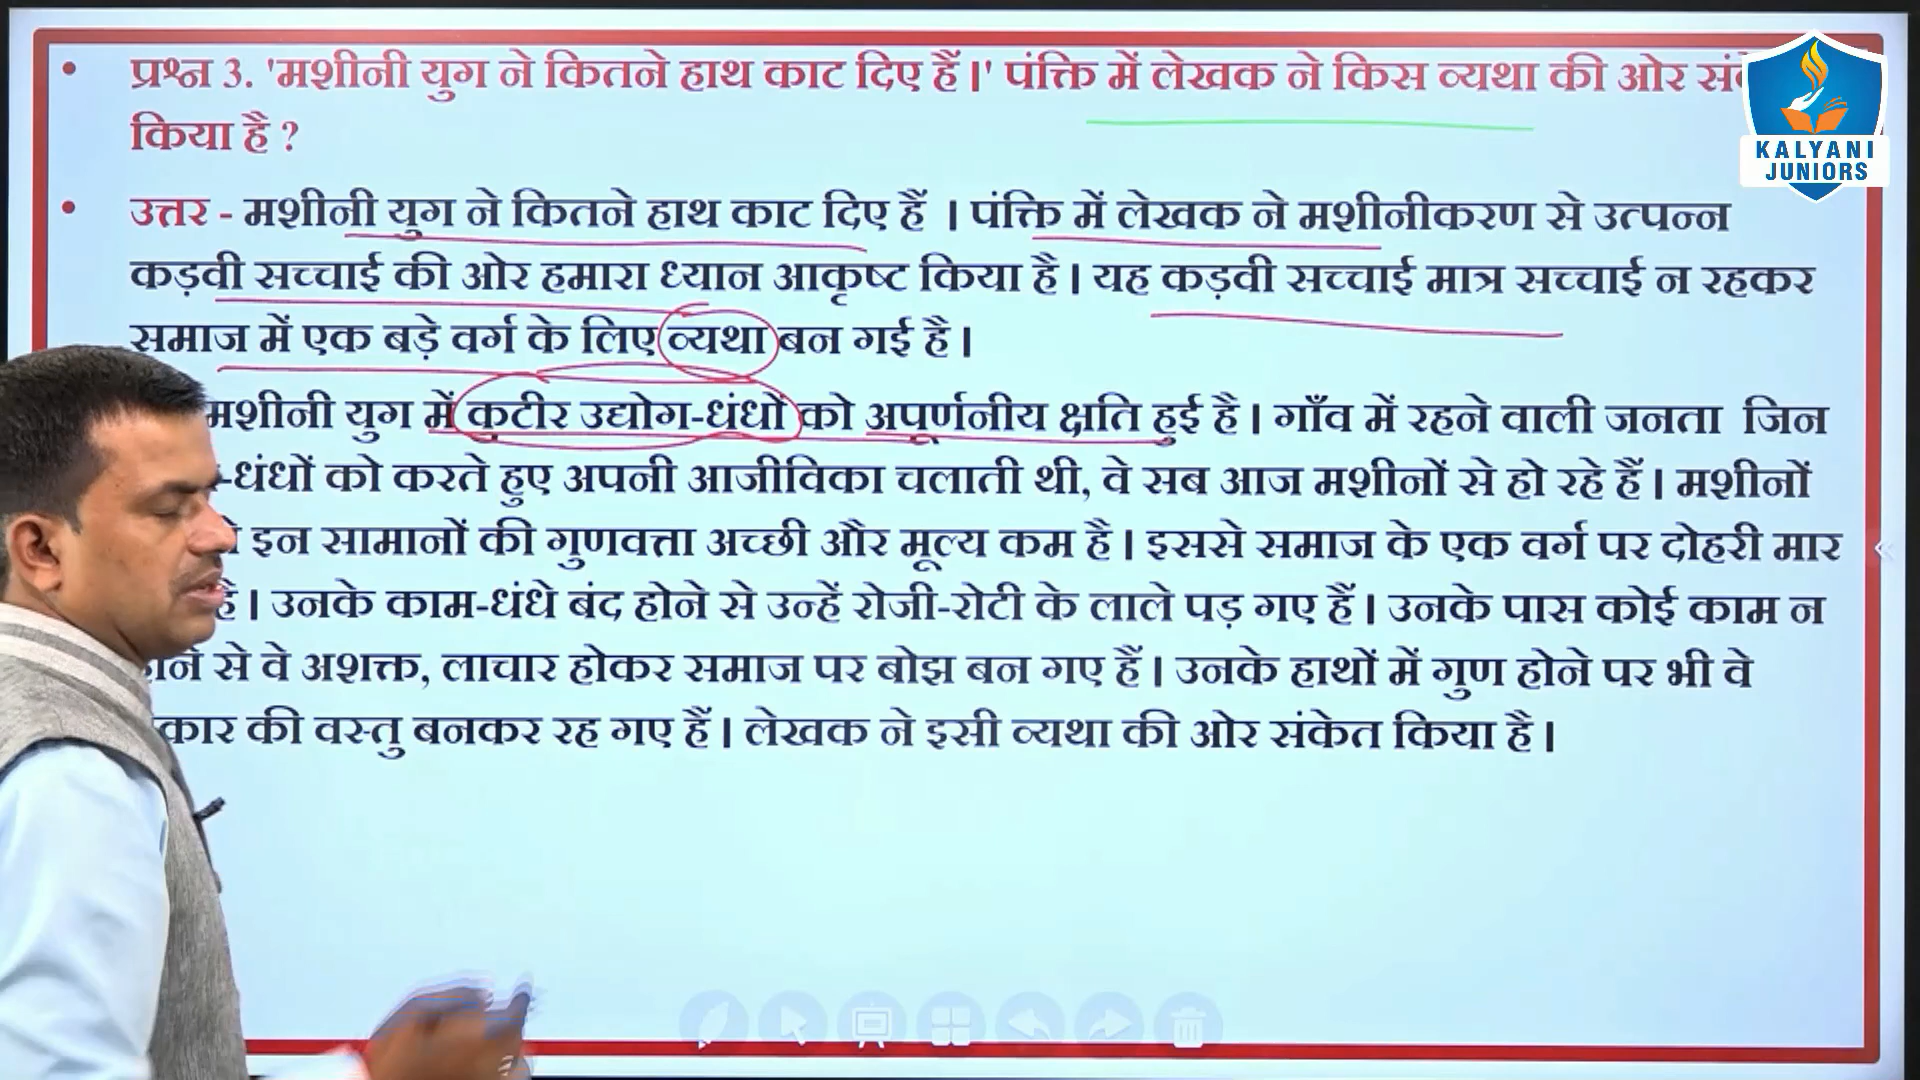 प्रश्न 3. 'मशीनी युग ने कितने हाथ काट दिए हैं।' पंक्ति में लेखक ने किस व्यथा की ओर
किया है ?
KALYANI
JUNIORS
उत्तर - मशीनी युग ने कितने हाथ काट दिए हैं । पंक्ति में लेखक ने मशीनीकरण से उत्पन्न
कड़वी सच्चाई की ओर हमारा ध्यान आकृष्ट किया है। यह कड़वी सच्चाई मात्र सच्चाई न रहकर
समाज में एक बड़े वर्ग के लिए व्यथा बन गई है।
मशीनी युग में कुटीर उद्योग-धंधों को अपूर्णनीय क्षति हुई है। गाँव में रहने वाली जनता जिन
-धंधों को करते हुए अपनी आजीविका चलाती थी, वे सब आज मशीनों से हो रहे हैं। मशीनों
इन सामानों की गुणवत्ता अच्छी और मूल्य कम है। इससे समाज के एक वर्ग पर दोहरी मार
है। उनके काम-धंधे बंद होने से उन्हें रोजी-रोटी के लाले पड़ गए हैं। उनके पास कोई काम न
से वे अशक्त, लाचार होकर समाज पर बोझ बन गए हैं। उनके हाथों में गुण होने पर भी वे
की वस्तु बनकर रह गए हैं। लेखक ने इसी व्यथा की ओर संकेत किया है।